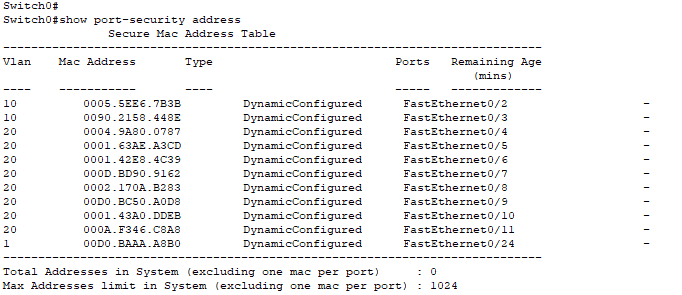 Switch0#
Switch0#show port-security address
Secure Mac Address Table
-------------------------------------------------------------------------------
Vlan Mac Address Type Ports Remaining Age
(mins)
---- ----------- ---- ----- -------------
10 0005.5EE6.7B3B DynamicConfigured FastEthernet0/2 -
10 0090.2158.448E DynamicConfigured FastEthernet0/3 -
20 0004.9A80.0787 DynamicConfigured FastEthernet0/4 -
20 0001.63AE.A3CD DynamicConfigured FastEthernet0/5 -
20 0001.42E8.4C39 DynamicConfigured FastEthernet0/6 -
20 000D.BD90.9162 DynamicConfigured FastEthernet0/7 -
20 0002.170A.B283 DynamicConfigured FastEthernet0/8 -
20 00D0.BC50.A0D8 DynamicConfigured FastEthernet0/9 -
20 0001.43A0.DDEB DynamicConfigured FastEthernet0/10 -
20 000A.F346.C8A8 DynamicConfigured FastEthernet0/11 -
1 00D0.BAAA.A8B0 DynamicConfigured FastEthernet0/24 -
-------------------------------------------------------------------------------
Total Addresses in System (excluding one mac per port) : 0
Max Addresses limit in System (excluding one mac per port) : 1024